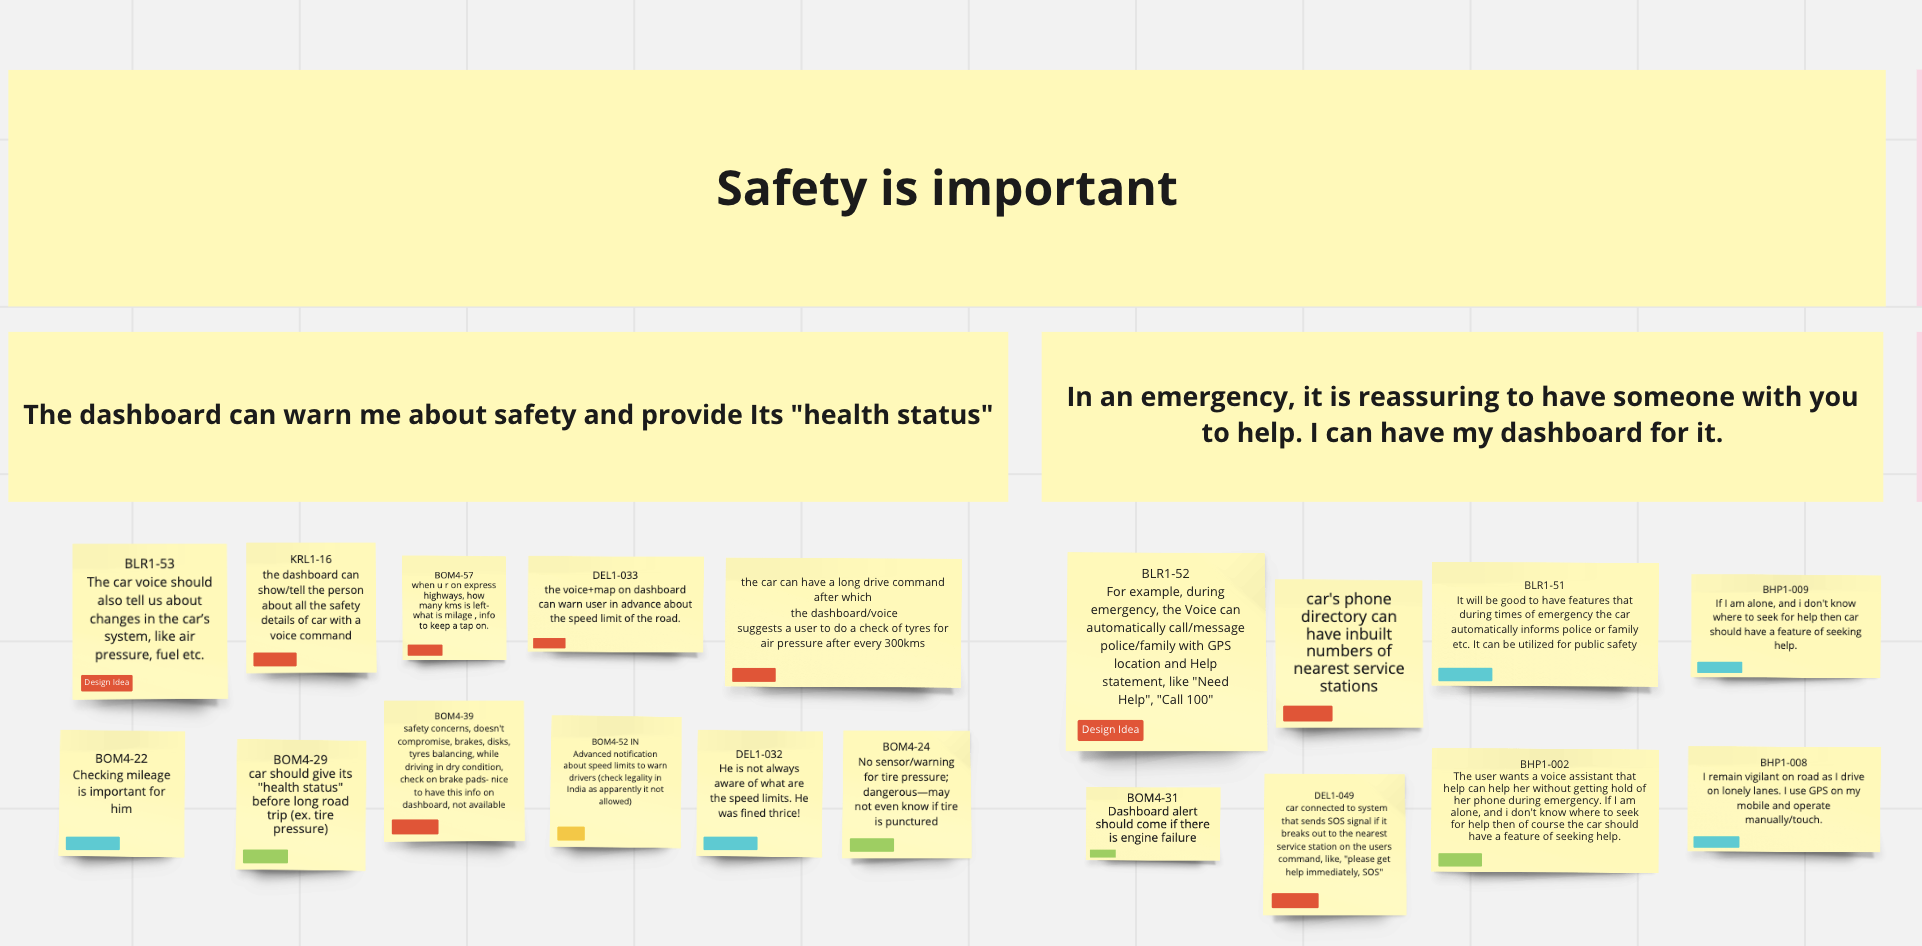 Safety is important
The dashboard can warn me about safety and provide Its "health status"
In an emergency, it is reassuring to have someone with you
to help. I can have my dashboard for it.
BLR1-53
The car voice should
also tell us about
changes in the car’s
system, like air
pressure, fuel etc.
Design Idea
KRL1-16
the dashboard can
show/tell the person
about all the safety
details of car with a
voice command
BOM4-57
when u r on express
highways, how
many kms is left-
what is milage , info
to keep a tap on.
DEL1-033
the voice+map on dashboard
can warn user in advance about
the speed limit of the road.
the car can have a long drive command
after which
the dashboard/voice
suggests a user to do a check of tyres for
air pressure after every 300kms
BOM4-22
Checking mileage
is important for
him
BOM4-29
car should give its
"health status"
before long road
trip (ex. tire
pressure)
BOM4-39
safety concerns, doesn't
compromise, brakes, disks,
tyres balancing, while
driving in dry condition,
check on brake pads- nice
to have this info on
dashboard, not available
BOM4-52 IN
Advanced notification
about speed limits to warn
drivers (check legality in
India as apparently it not
allowed)
DEL1-032
He is not always
aware of what are
the speed limits. He
was fined thrice!
BOM4-24
No sensor/warning
for tire pressure;
dangerous—may
not even know if tire
is punctured
BLR1-52
For example, during
emergency, the Voice can
automatically call/message
police/family with GPS
location and Help
statement, like "Need
Help", "Call 100"
Design Idea
car's phone
directory can
have inbuilt
numbers of
nearest service
stations
BLR1-51
It will be good to have features that
during times of emergency the car
automatically informs police or family
etc. It can be utilized for public safety
BHP1-009
If I am alone, and i don't know
where to seek for help then car
should have a feature of seeking
help.
BOM4-31
Dashboard alert
should come if there
is engine failure
DEL1-049
car connected to system
that sends SOS signal if it
breaks out to the nearest
service station on the users
command, like, "please get
help immediately, SOS"
BHP1-002
The user wants a voice assistant that
help can help her without getting hold of
her phone during emergency. If I am
alone, and i don't know where to seek
for help then of course the car should
have a feature of seeking help.
BHP1-008
I remain vigilant on road as I drive
on lonely lanes. I use GPS on my
mobile and operate
manually/touch.